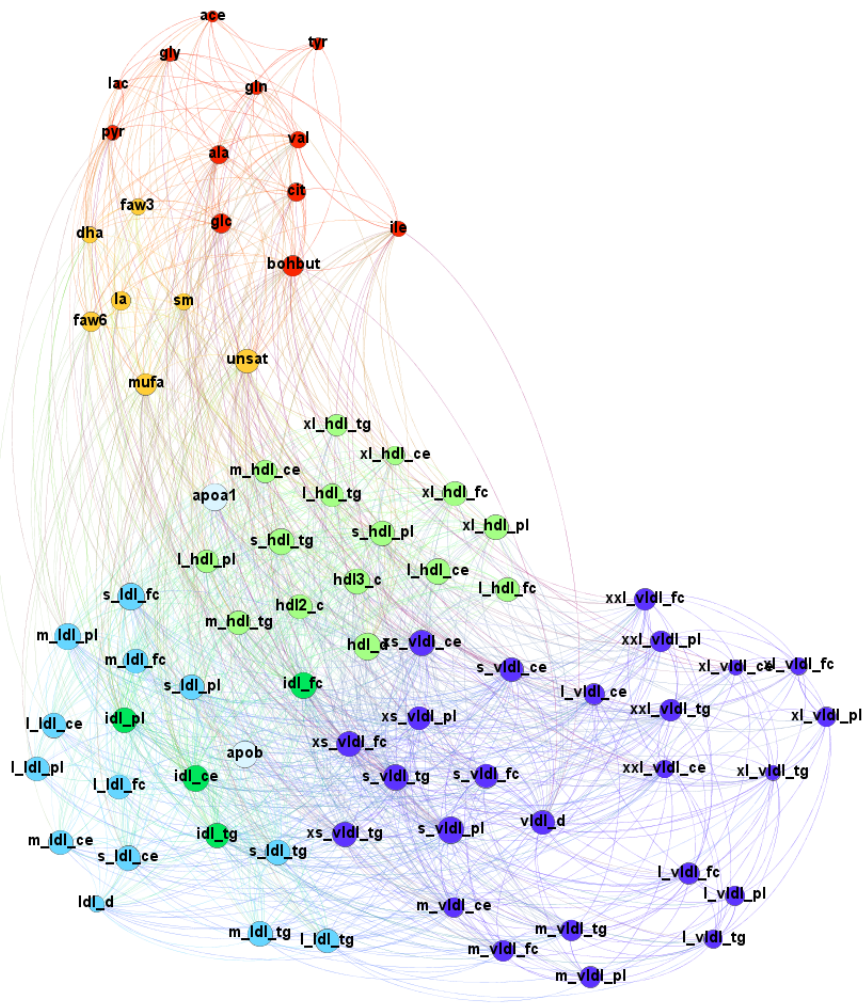 ace
tyr
gly
lac
gln
pyr
val
ala
cit
faw3
glc
ile
dha
bohbut
la
sm
faw6
unsat
mufa
xl_hdl_tg
xl_hdl_ce
m_hdl_ce
apoa1
l_hdl_tg
xl_hdl_fc
xl_hdl_pl
s_hdl_pl
s_hdl_tg
l_hdl_pl
l_hdl_ce
hdl3_c
l_hdl_fc
s_ldl_fc
hdl2_c
xxl_vldl_fc
m_hdl_tg
m_ldl_pl
hdl_d
xs_vldl_ce
xxl_vldl_pl
m_ldl_fc
s_vldl_ce
xl_vldl_ce
xl_vldl_fc
s_ldl_pl
idl_fc
l_vldl_ce
xxl_vldl_tg
idl_pl
xs_vldl_pl
xl_vldl_pl
l_ldl_ce
xs_vldl_fc
apob
l_ldl_pl
xxl_vldl_ce
xl_vldl_tg
idl_ce
l_ldl_fc
s_vldl_tg
s_vldl_fc
vldl_d
s_vldl_pl
xs_vldl_tg
idl_tg
m_ldl_ce
s_ldl_tg
s_ldl_ce
l_vldl_fc
l_vldl_pl
ldl_d
m_vldl_ce
m_ldl_tg
l_ldl_tg
m_vldl_tg
l_vldl_tg
m_vldl_fc
m_vldl_pl